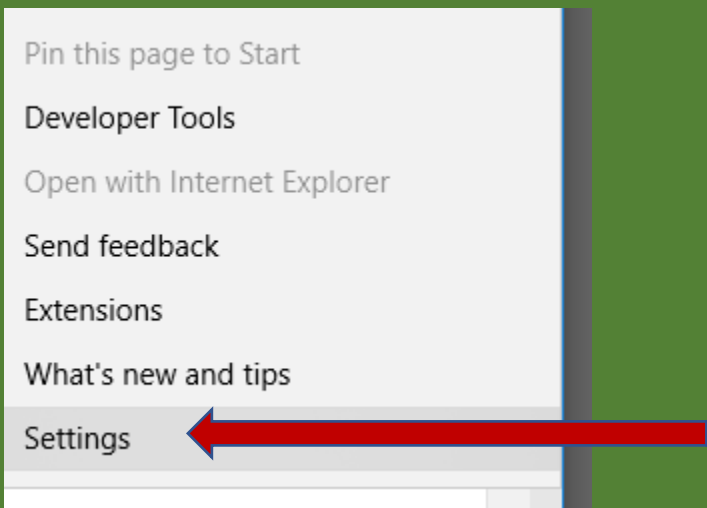 Pin this page to Start
Developer Tools
Open with Internet Explorer
Send feedback
Extensions
What's new and tips
Settings